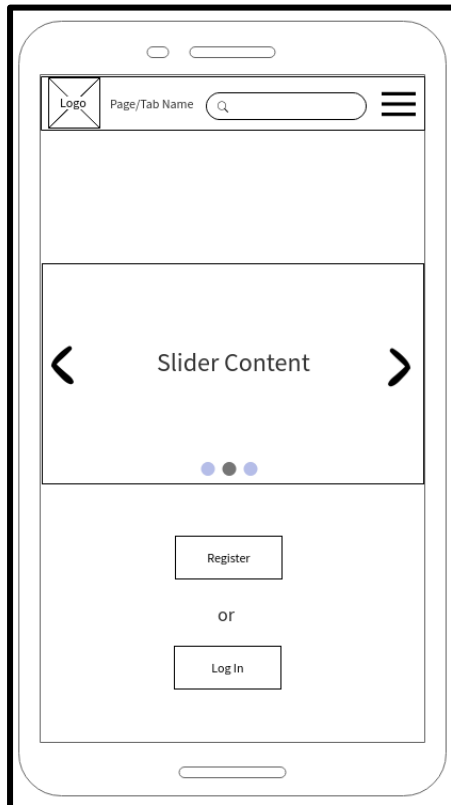 Logo
Page/Tab Name
Slider Content
Register
or
Log In